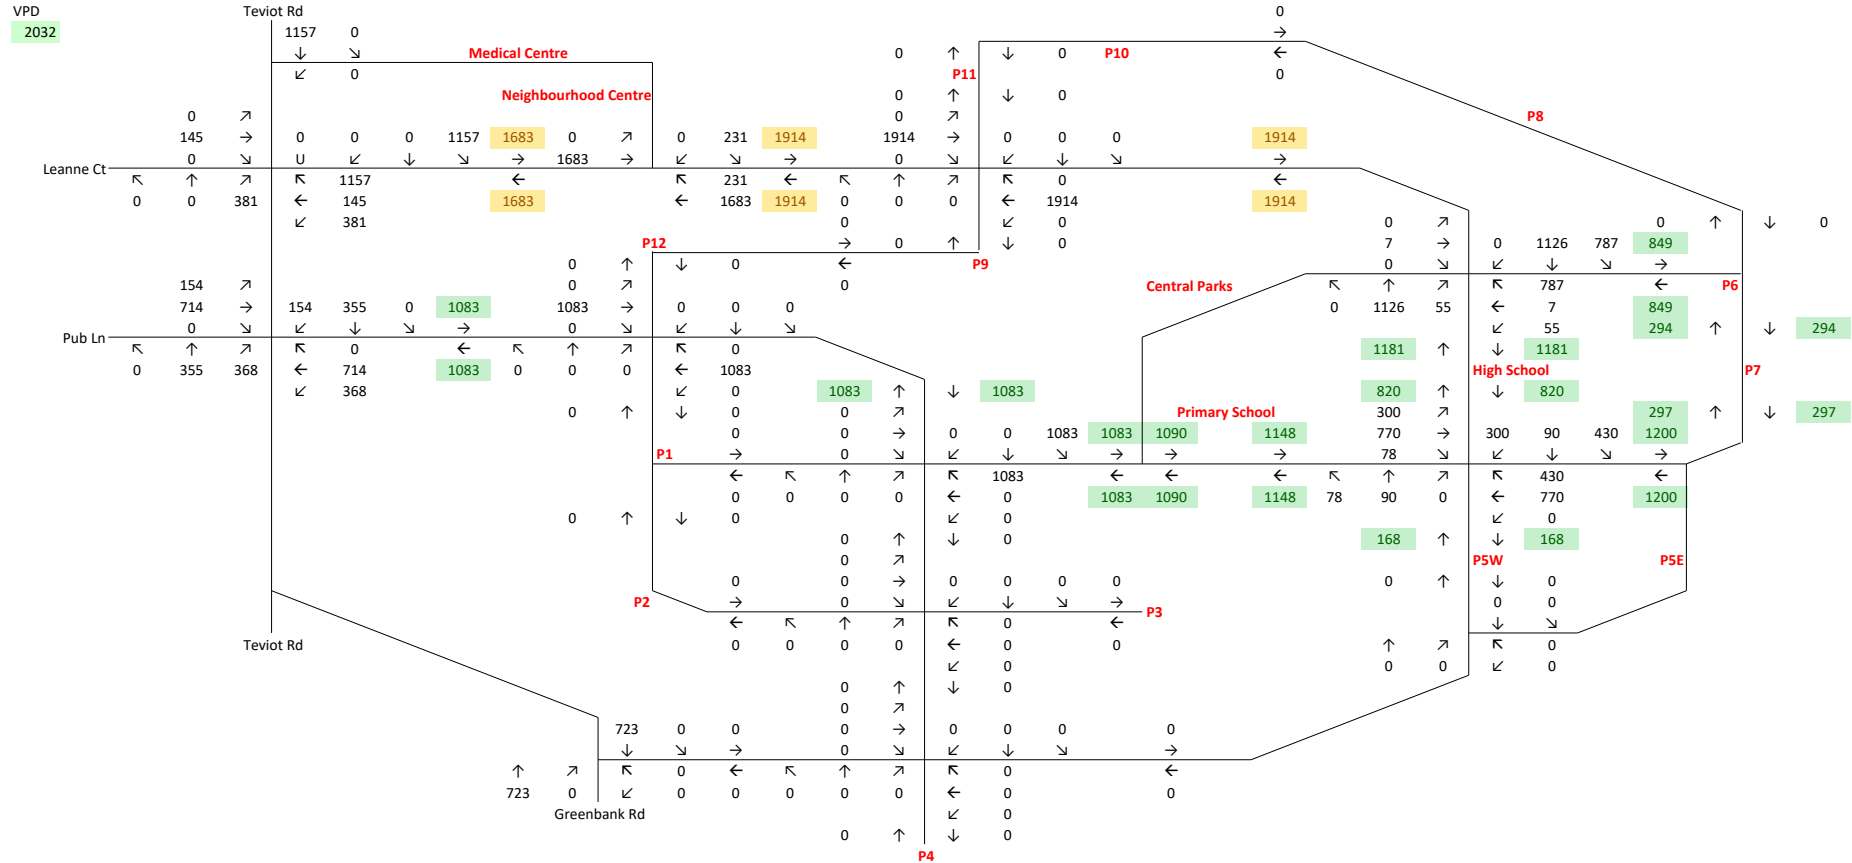 VPD Teviot Rd 0
2032 1157 0 →
↓ ↘ Medical Centre 0 ↑ ↓ 0 P10 ←
↙ 0 P11 0
Neighbourhood Centre 0 ↑ ↓ 0
0 ↗ 0 ↗ P8
145 → 0 0 0 1157 1683 0 ↗ 0 231 1914 1914 → 0 0 0 1914
0 ↘ U ↙ ↓ ↘ → 1683 → ↙ ↘ → 0 ↘ ↙ ↓ ↘ →
Leanne Ct
↖ ↑ ↗ ↖ 1157 ← ↖ 231 ← ↖ ↑ ↗ ↖ 0 ←
0 0 381 ← 145 1683 ← 1683 1914 0 0 0 ← 1914 1914
↙ 381 0 ↙ 0 0 ↗ 0 ↑ ↓ 0
P12 → 0 ↑ ↓ 0 7 → 0 1126 787 849
0 ↑ ↓ 0 ← P9 0 ↘ ↙ ↓ ↘ →
154 ↗ 0 ↗ 0 Central Parks ↖ ↑ ↗ ↖ 787 ← P6
714 → 154 355 0 1083 1083 → 0 0 0 0 1126 55 ← 7 849
0 ↘ ↙ ↓ ↘ → 0 ↘ ↙ ↓ ↘ ↙ 55 294 ↑ ↓ 294
Pub Ln
↖ ↑ ↗ ↖ 0 ← ↖ ↑ ↗ ↖ 0 1181 ↑ ↓ 1181
0 355 368 ← 714 1083 0 0 0 ← 1083 High School P7
↙ 368 ↙ 0 1083 ↑ ↓ 1083 820 ↑ ↓ 820
0 ↑ ↓ 0 0 ↗ Primary School 300 ↗ 297 ↑ ↓ 297
0 0 → 0 0 1083 1083 1090 1148 770 → 300 90 430 1200
P1 → 0 ↘ ↙ ↓ ↘ → → → 78 ↘ ↙ ↓ ↘ →
← ↖ ↑ ↗ ↖ 1083 ← ← ← ↖ ↑ ↗ ↖ 430 ←
0 0 0 0 ← 0 1083 1090 1148 78 90 0 ← 770 1200
0 ↑ ↓ 0 ↙ 0 ↙ 0
0 ↑ ↓ 0 168 ↑ ↓ 168
0 ↗ P5W P5E
0 0 → 0 0 0 0 0 ↑ ↓ 0
P2 → 0 ↘ ↙ ↓ ↘ → P3 0 0
← ↖ ↑ ↗ ↖ 0 ← ↓ ↘
Teviot Rd 0 0 0 0 ← 0 0 ↑ ↗ ↖ 0
↙ 0 0 0 ↙ 0
0 ↑ ↓ 0
0 ↗
723 0 0 0 → 0 0 0 0
↓ ↘ → 0 ↘ ↙ ↓ ↘ →
↑ ↗ ↖ 0 ← ↖ ↑ ↗ ↖ 0 ←
723 0 ↙ 0 0 0 0 0 ← 0 0
Greenbank Rd ↙ 0
0 ↑ ↓ 0
P4